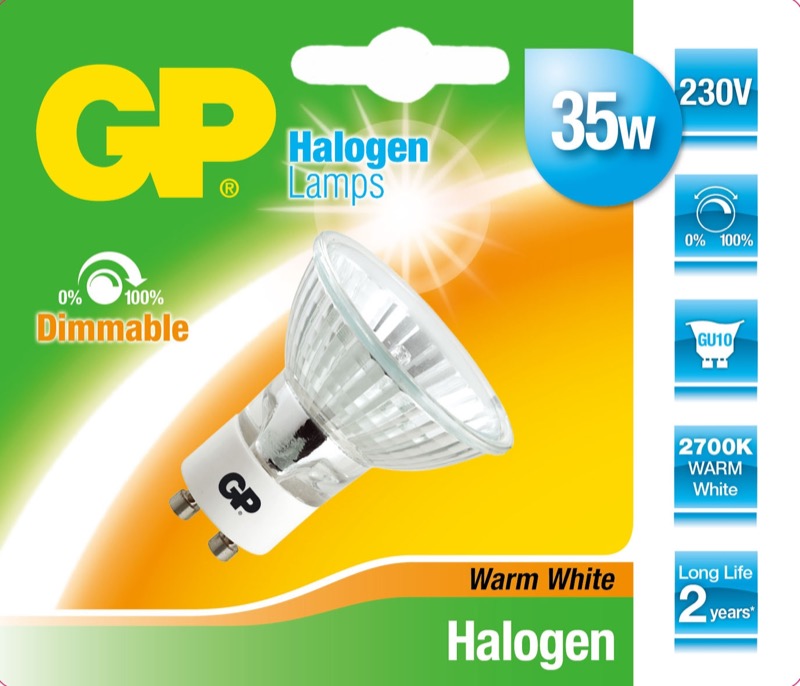 GP®
Halogen
Lamps
35W
230V
0% 100%
0% 100%
Dimmable
GU10
GP
2700K
WARM
White
Long Life
2 years*
Warm White
Halogen